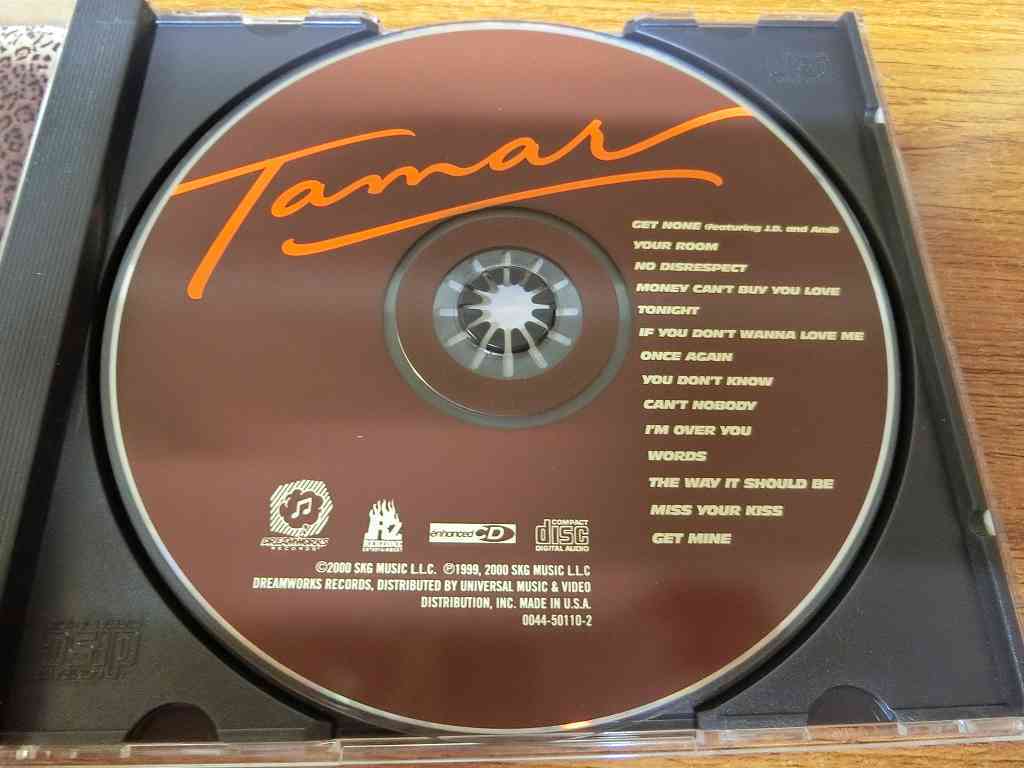 Tamar
GET NONE (Featuring J.D. and Amil)
YOUR ROOM
NO DISRESPECT
MONEY CAN'T BUY YOU LOVE
TONIGHT
IF YOU DON'T WANNA LOVE ME
ONCE AGAIN
YOU DON'T KNOW
CAN'T NOBODY
I'M OVER YOU
WORDS
THE WAY IT SHOULD BE
MISS YOUR KISS
GET MINE
DREAMWORKS
RECORDS
RZ
REDZONE
ENTERTAINMENT
enhanced CD
COMPACT
disc
DIGITAL AUDIO
©2000 SKG MUSIC L.L.C. ℗1999, 2000 SKG MUSIC L.L.C
DREAMWORKS RECORDS, DISTRIBUTED BY UNIVERSAL MUSIC & VIDEO
DISTRIBUTION, INC. MADE IN U.S.A.
0044-50110-2